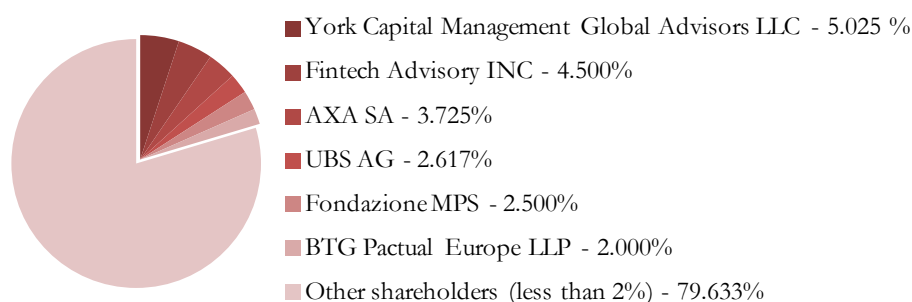 York Capital Management Global Advisors LLC - 5.025 %
Fintech Advisory INC - 4.500%
AXA SA - 3.725%
UBS AG - 2.617%
Fondazione MPS - 2.500%
BTG Pactual Europe LLP - 2.000%
Other shareholders (less than 2%) - 79.633%